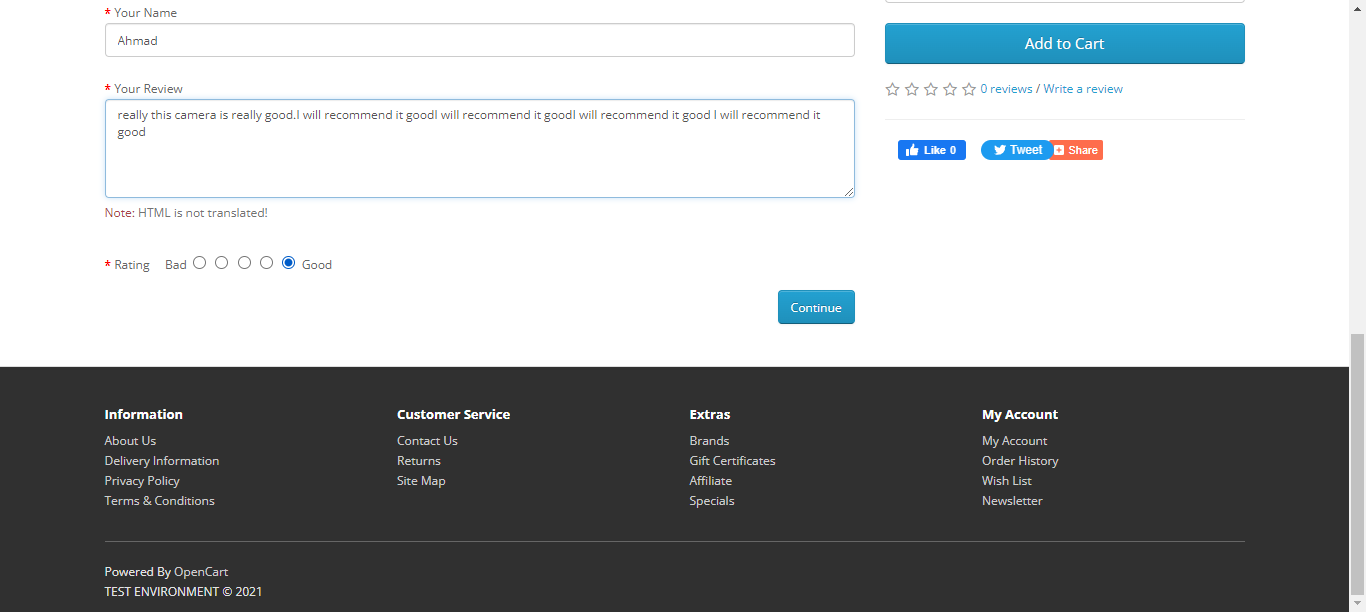 * Your Name
Ahmad
* Your Review
really this camera is really good.I will recommend it goodI will recommend it goodI will recommend it good I will recommend it
good
Note: HTML is not translated!
* Rating Bad Good
Continue
Add to Cart
0 reviews / Write a review
Like 0 Tweet Share
Information
About Us
Delivery Information
Privacy Policy
Terms & Conditions
Customer Service
Contact Us
Returns
Site Map
Extras
Brands
Gift Certificates
Affiliate
Specials
My Account
My Account
Order History
Wish List
Newsletter
Powered By OpenCart
TEST ENVIRONMENT © 2021